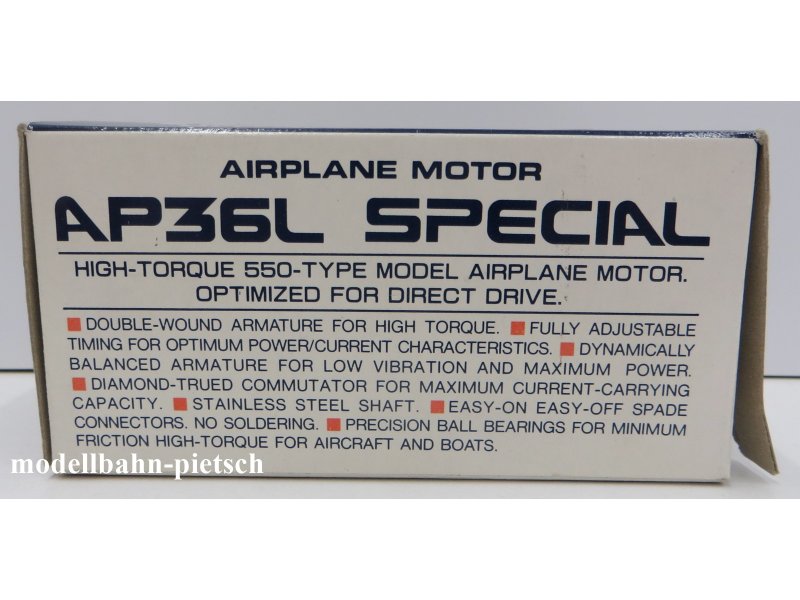 AIRPLANE MOTOR
AP36L SPECIAL
HIGH-TORQUE 550-TYPE MODEL AIRPLANE MOTOR.
OPTIMIZED FOR DIRECT DRIVE.
■ DOUBLE-WOUND ARMATURE FOR HIGH TORQUE. ■ FULLY ADJUSTABLE
TIMING FOR OPTIMUM POWER/CURRENT CHARACTERISTICS. ■ DYNAMICALLY
BALANCED ARMATURE FOR LOW VIBRATION AND MAXIMUM POWER.
■ DIAMOND-TRUED COMMUTATOR FOR MAXIMUM CURRENT-CARRYING
CAPACITY. ■ STAINLESS STEEL SHAFT. ■ EASY-ON EASY-OFF SPADE
CONNECTORS. NO SOLDERING. ■ PRECISION BALL BEARINGS FOR MINIMUM
FRICTION HIGH-TORQUE FOR AIRCRAFT AND BOATS.
modellbahn-pietsch